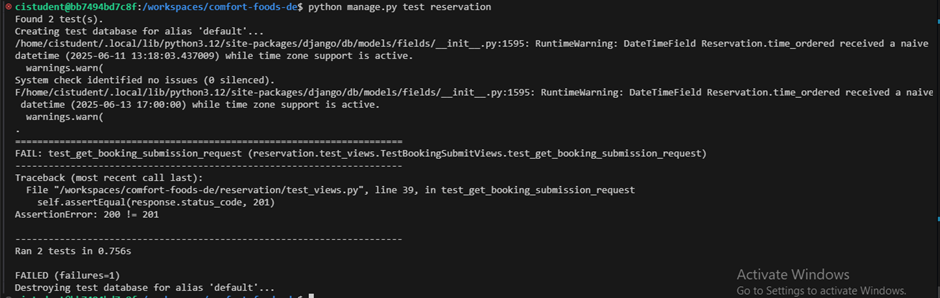 cistudent@bb7494bd7c8f:/workspaces/comfort-foods-de$ python manage.py test reservation
Found 2 test(s).
Creating test database for alias 'default'...
/home/cistudent/.local/lib/python3.12/site-packages/django/db/models/fields/__init__.py:1595: RuntimeWarning: DateTimeField Reservation.time_ordered received a naive
datetime (2025-06-11 13:18:03.437009) while time zone support is active.
  warnings.warn(
System check identified no issues (0 silenced).
F/home/cistudent/.local/lib/python3.12/site-packages/django/db/models/fields/__init__.py:1595: RuntimeWarning: DateTimeField Reservation.time_ordered received a naive
 datetime (2025-06-13 17:00:00) while time zone support is active.
  warnings.warn(
.
======================================================================
FAIL: test_get_booking_submission_request (reservation.test_views.TestBookingSubmitViews.test_get_booking_submission_request)
----------------------------------------------------------------------
Traceback (most recent call last):
  File "/workspaces/comfort-foods-de/reservation/test_views.py", line 39, in test_get_booking_submission_request
    self.assertEqual(response.status_code, 201)
AssertionError: 200 != 201

----------------------------------------------------------------------
Ran 2 tests in 0.756s

FAILED (failures=1)
Destroying test database for alias 'default'...
Activate Windows
Go to Settings to activate Windows.